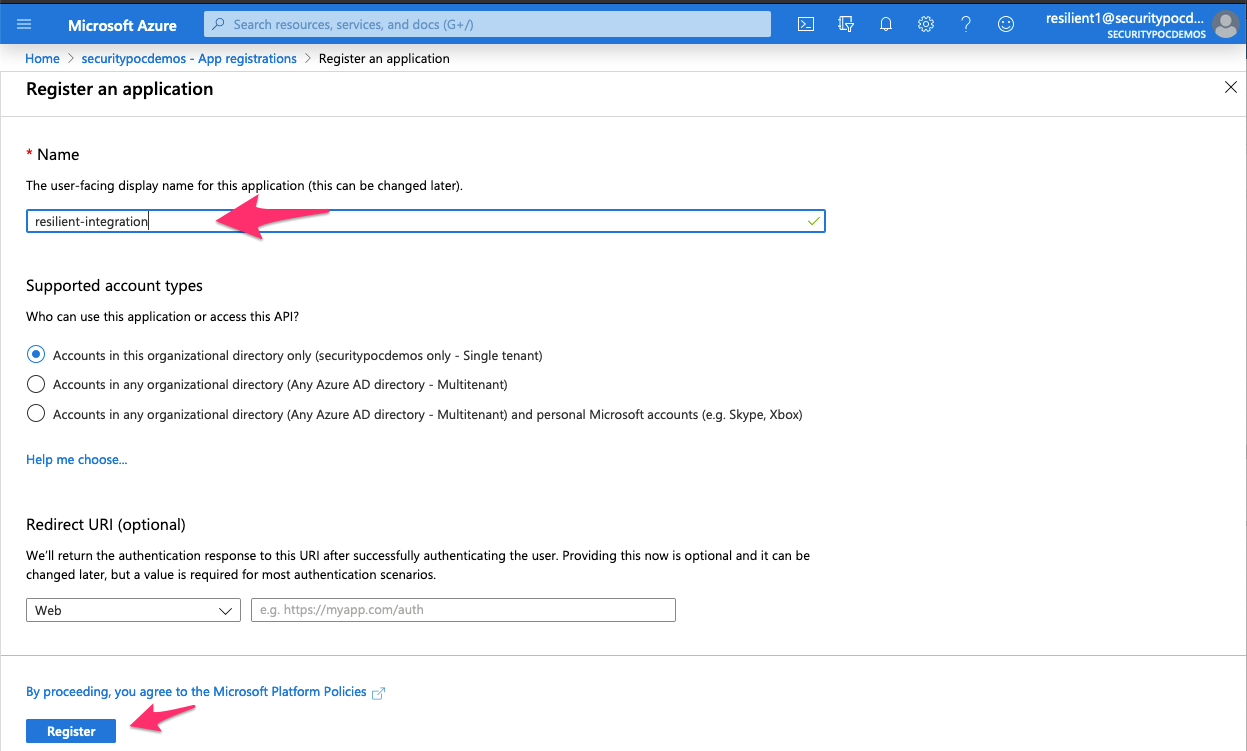 Microsoft Azure
Search resources, services, and docs (G+/)
resilient1@securitypocd...
SECURITYPOCDEMOS
Home > securitypocdemos - App registrations > Register an application
Register an application
* Name
The user-facing display name for this application (this can be changed later).
resilient-integration
Supported account types
Who can use this application or access this API?
Accounts in this organizational directory only (securitypocdemos only - Single tenant)
Accounts in any organizational directory (Any Azure AD directory - Multitenant)
Accounts in any organizational directory (Any Azure AD directory - Multitenant) and personal Microsoft accounts (e.g. Skype, Xbox)
Help me choose...
Redirect URI (optional)
We'll return the authentication response to this URI after successfully authenticating the user. Providing this now is optional and it can be
changed later, but a value is required for most authentication scenarios.
Web
e.g. https://myapp.com/auth
By proceeding, you agree to the Microsoft Platform Policies
Register